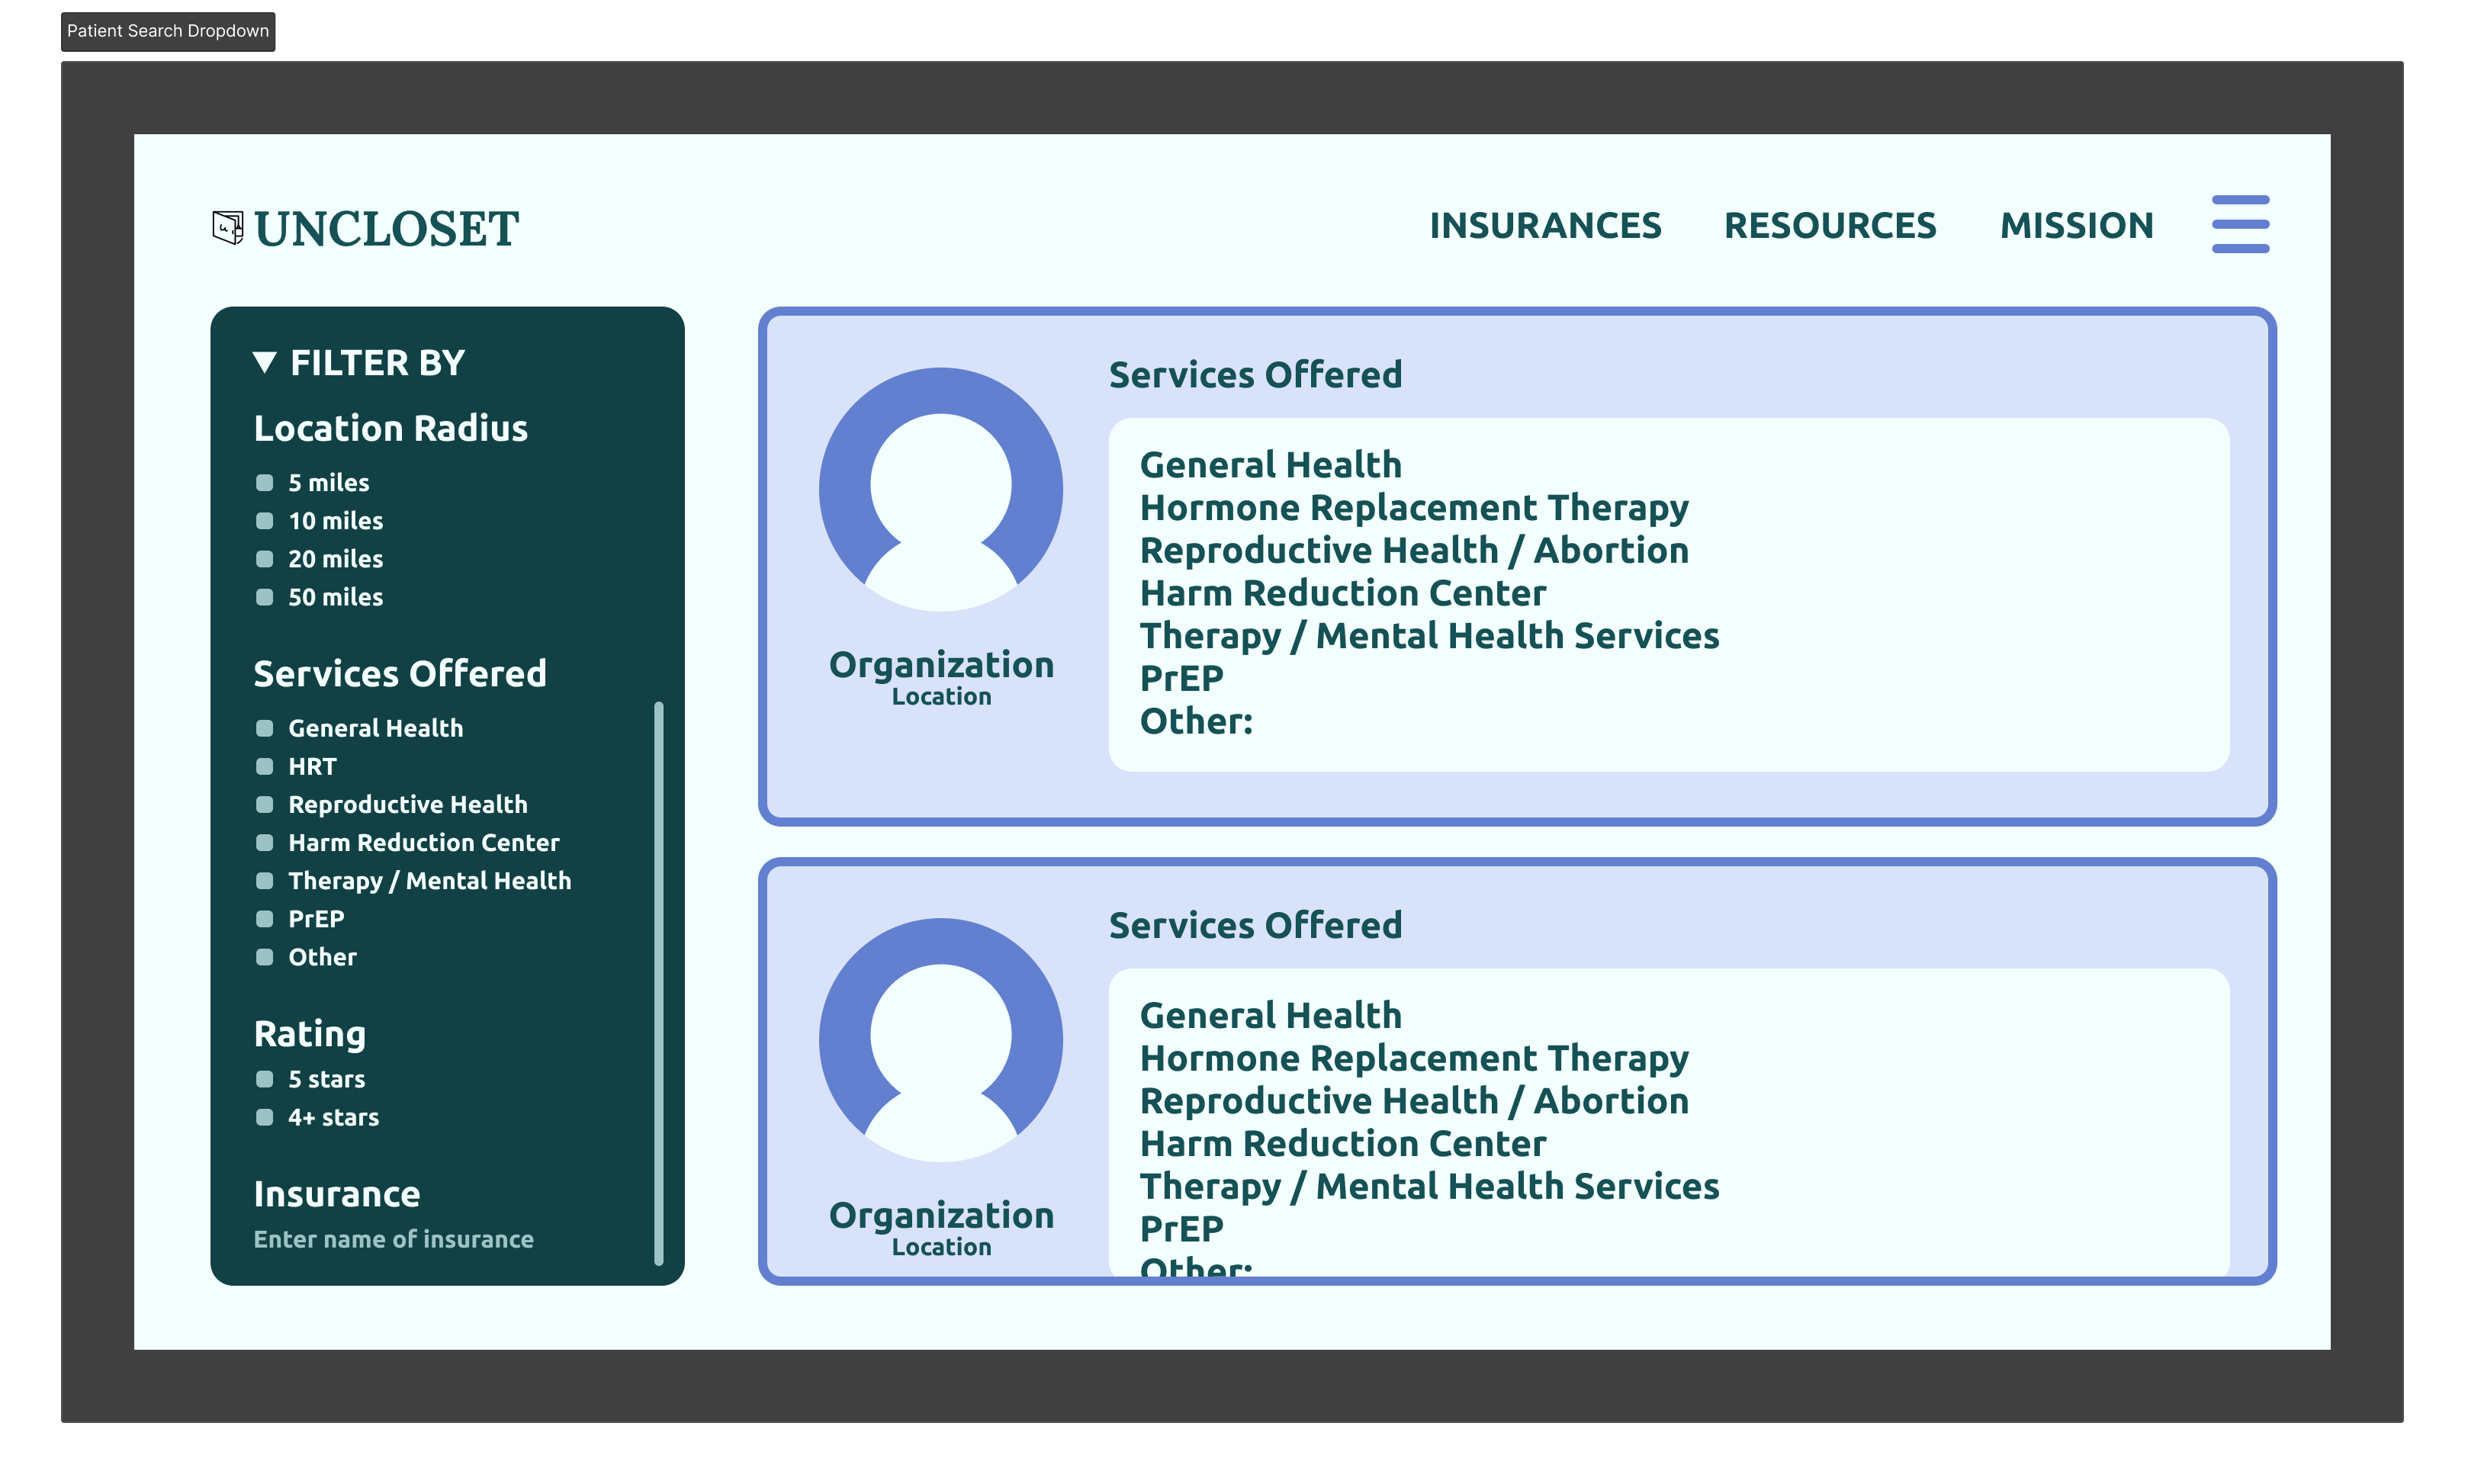 Patient Search Dropdown
UNCLOSET
INSURANCES
RESOURCES
MISSION
FILTER BY
Location Radius
5 miles
10 miles
20 miles
50 miles
Services Offered
General Health
HRT
Reproductive Health
Harm Reduction Center
Therapy / Mental Health
PrEP
Other
Rating
5 stars
4+ stars
Insurance
Enter name of insurance
Organization
Location
Services Offered
General Health
Hormone Replacement Therapy
Reproductive Health / Abortion
Harm Reduction Center
Therapy / Mental Health Services
PrEP
Other:
Organization
Location
Services Offered
General Health
Hormone Replacement Therapy
Reproductive Health / Abortion
Harm Reduction Center
Therapy / Mental Health Services
PrEP
Other: